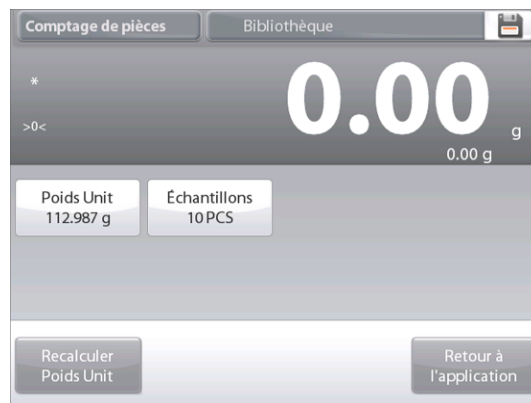 Comptage de pièces
Bibliothèque
*
0.00
>0<
g
0.00 g
Poids Unit
112.987 g
Échantillons
10 PCS
Recalculer
Poids Unit
Retour à
l'application